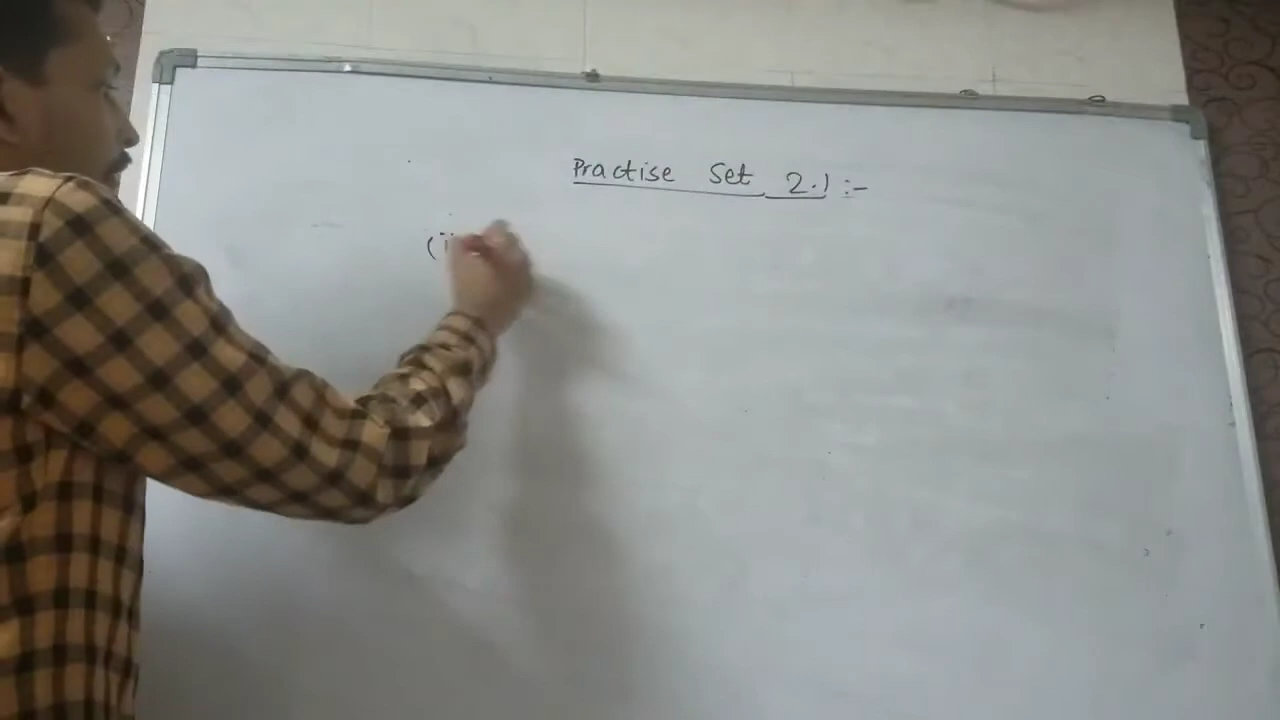 Practise Set 2.1 :-
(i